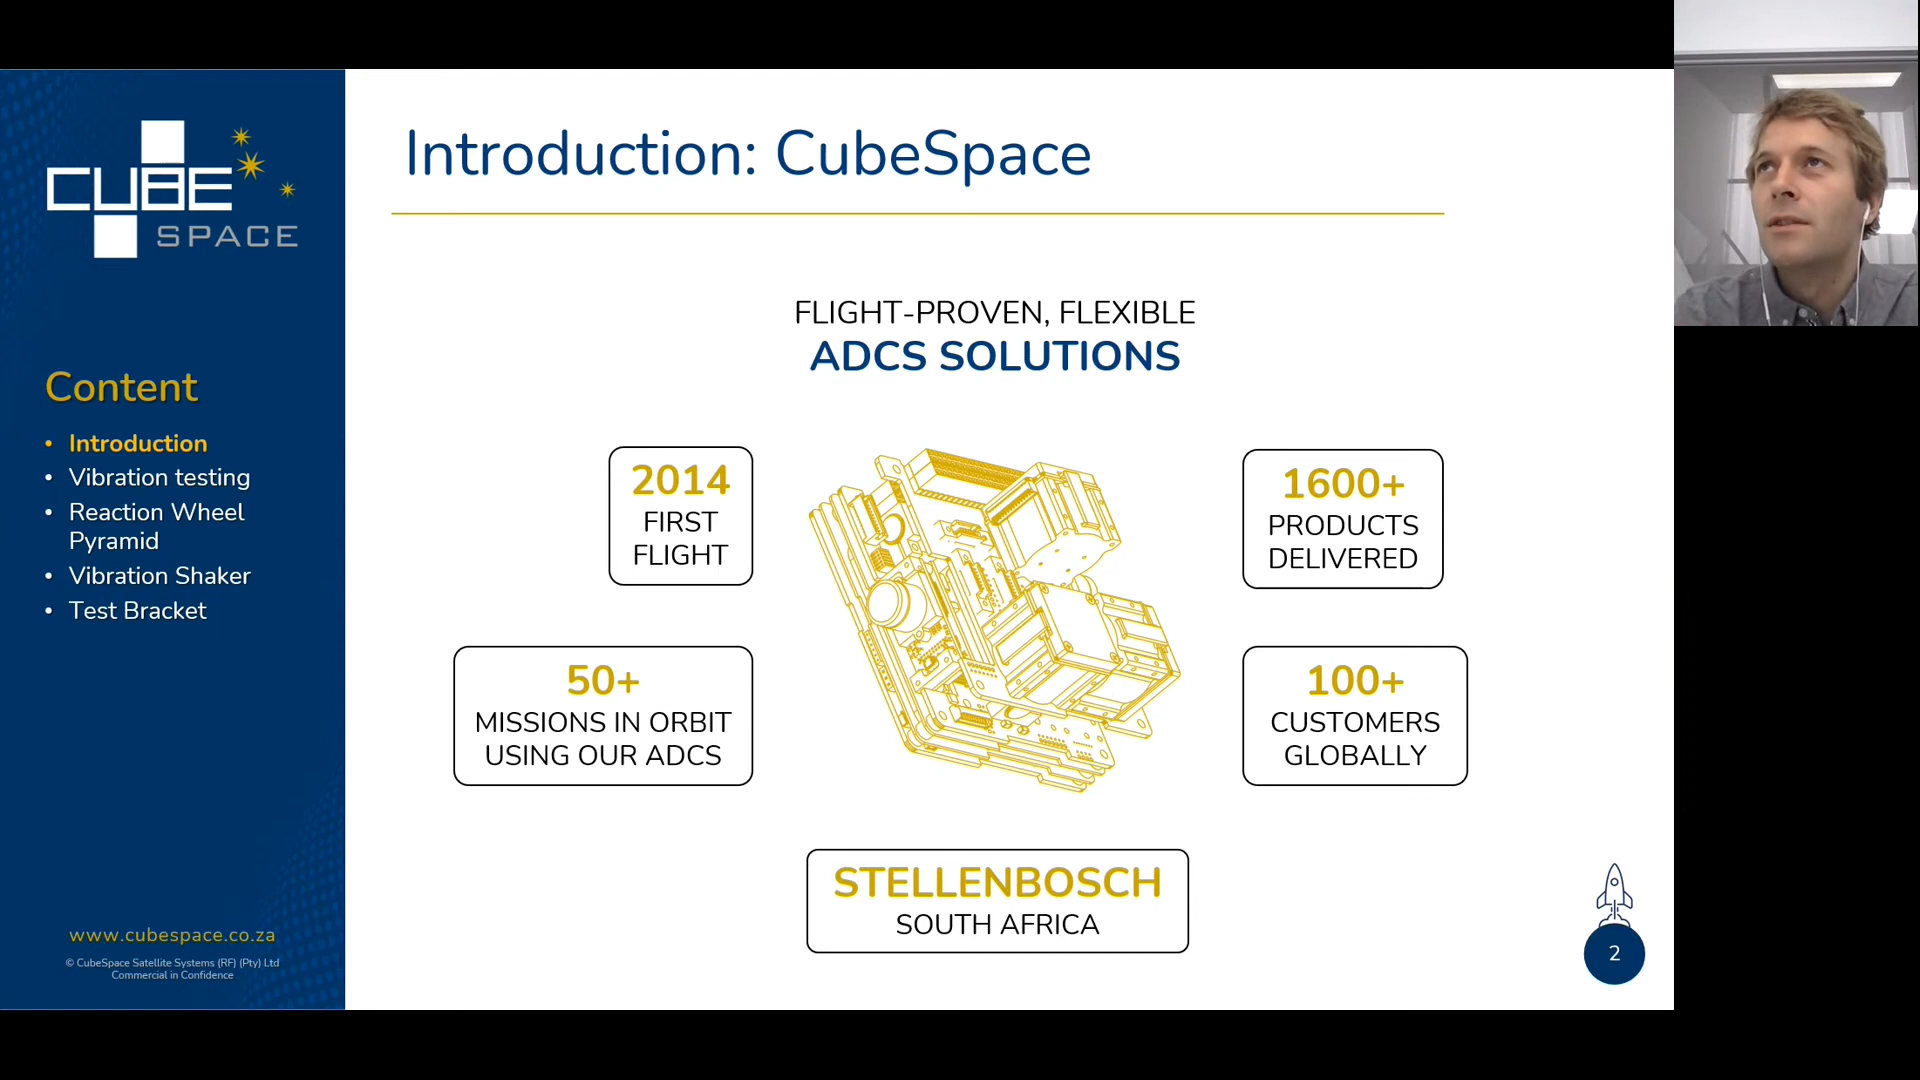 CUBE
SPACE
Content
• Introduction
• Vibration testing
• Reaction Wheel
Pyramid
• Vibration Shaker
• Test Bracket
www.cubespace.co.za
© CubeSpace Satellite Systems (RF) (Pty) Ltd
Commercial in Confidence
Introduction: CubeSpace
FLIGHT-PROVEN, FLEXIBLE
ADCS SOLUTIONS
2014
FIRST
FLIGHT
1600+
PRODUCTS
DELIVERED
50+
MISSIONS IN ORBIT
USING OUR ADCS
100+
CUSTOMERS
GLOBALLY
STELLENBOSCH
SOUTH AFRICA
2